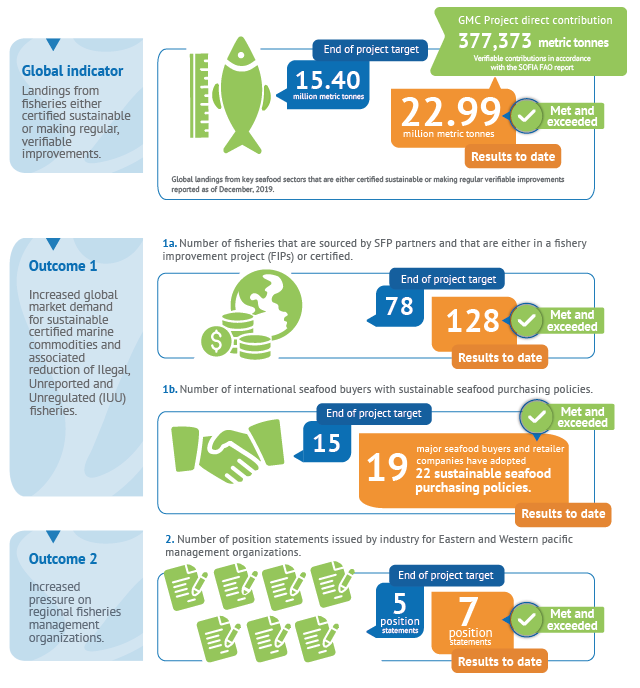 Global indicator
Landings from
fisheries either
certified sustainable
or making regular,
verifiable
improvements.
End of project target
15.40
million metric tonnes
GMC Project direct contribution
377,373 metric tonnes
Verifiable contributions in accordance
with the SOFIA FAO report
22.99
million metric tonnes
Met and
exceeded
Results to date
Global landings from key seafood sectors that are either certified sustainable or making regular verifiable improvements
reported as of December, 2019.
Outcome 1
Increased global
market demand
for sustainable
certified marine
commodities and
associated
reduction of Ilegal,
Unreported and
Unregulated (IUU)
fisheries.
1a. Number of fisheries that are sourced by SFP partners and that are either in a fishery
improvement project (FIPs) or certified.
End of project target
78
128
Met and
exceeded
Results to date
$
1b. Number of international seafood buyers with sustainable seafood purchasing policies.
End of project target
15
Met and
exceeded
19
major seafood buyers and retailer
companies have adopted
22 sustainable seafood
purchasing policies.
Results to date
Outcome 2
Increased
pressure on
regional fisheries
management
organizations.
2. Number of position statements issued by industry for Eastern and Western pacific
management organizations.
End of project target
5
position
statements
7
position
statements
Met and
exceeded
Results to date